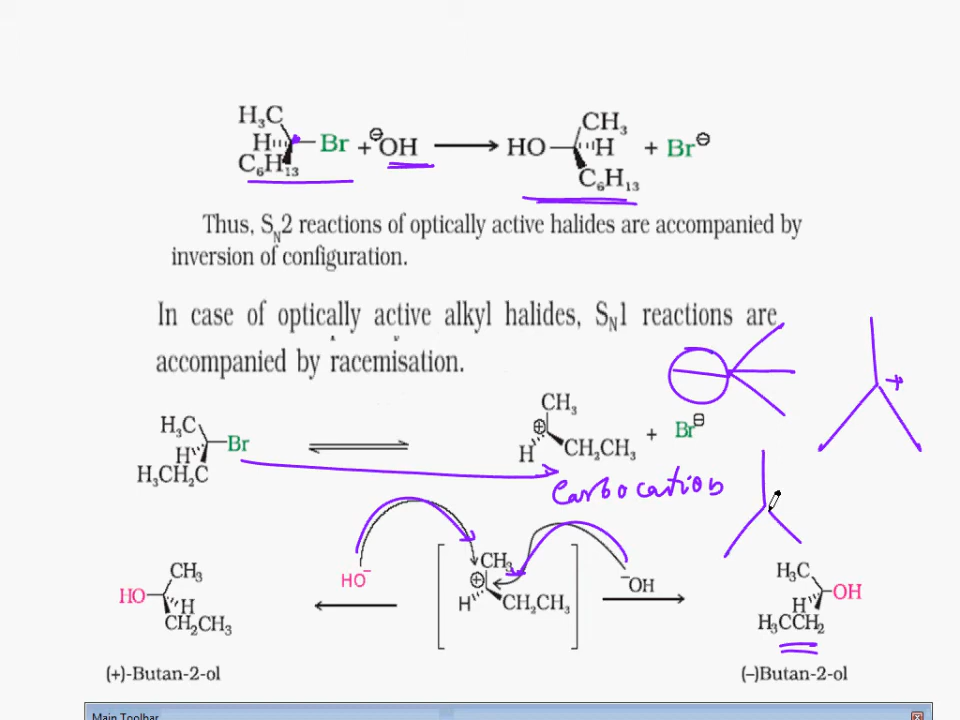 H₃C CH₃
H Br + ⊖OH ⟶ HO H + Br⊖
C₆H₁₃ C₆H₁₃
Thus, S_N2 reactions of optically active halides are accompanied by
inversion of configuration.
In case of optically active alkyl halides, S_N1 reactions are
accompanied by racemisation.
H₃C CH₃
H Br ⇌ ⊕ H CH₂CH₃ + Br⊖
H₃CH₂C
+
Carbocation
CH₃ HO⁻ ⊕ CH₃ ⁻OH H₃C
HO H H CH₂CH₃ H OH
CH₂CH₃ H₃CCH₂
(+)-Butan-2-ol (–)Butan-2-ol
Main Toolbar